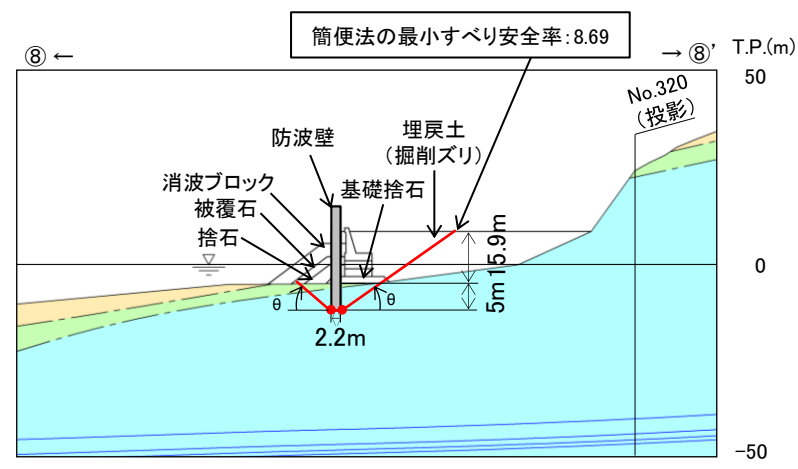 簡便法の最小すべり安全率：8.69
⑧ ←
→ ⑧’
T.P.(m)
50
No.320
（投影）
防波壁
埋戻土
（掘削ズリ）
消波ブロック
基礎捨石
被覆石
捨石
15.9m
0
θ
θ
5m
2.2m
-50